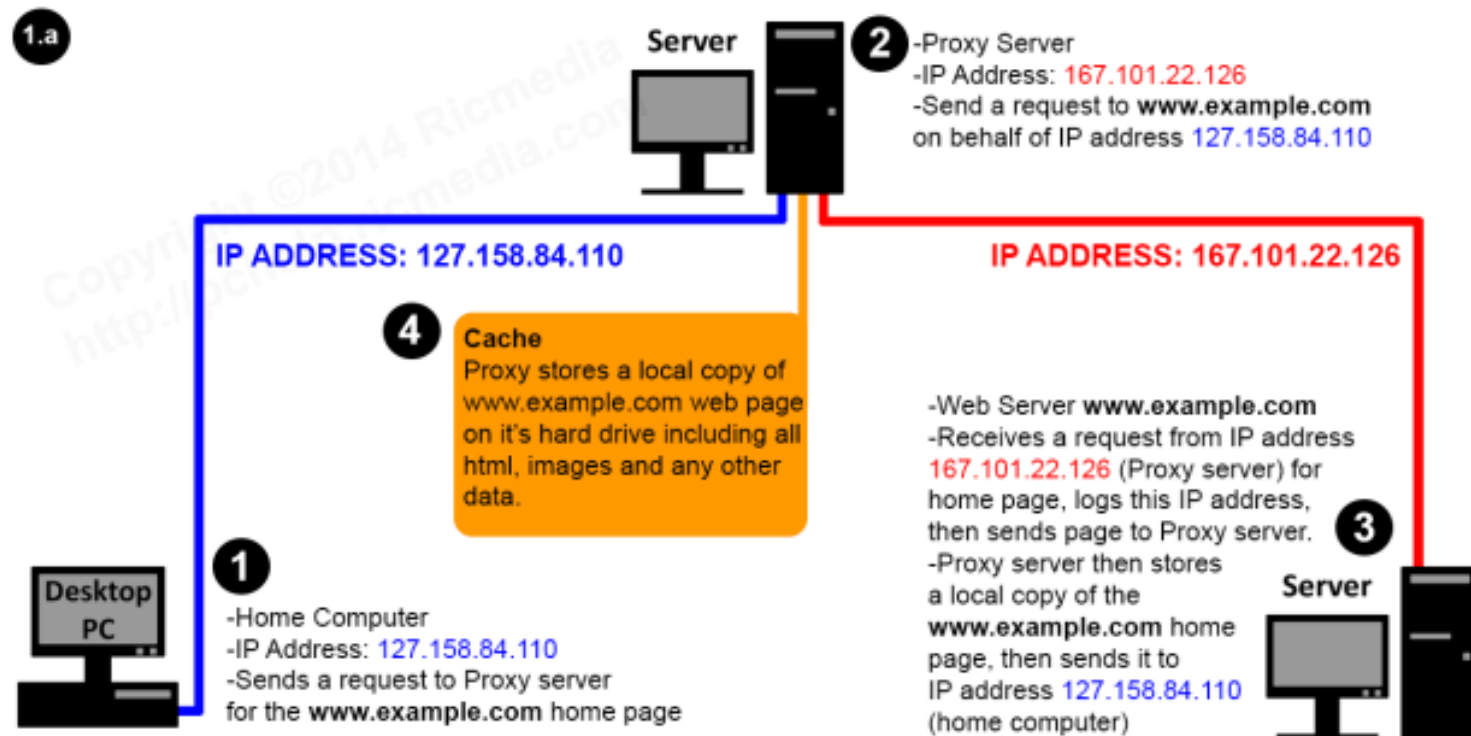 1.a
Server
2
-Proxy Server
-IP Address: 167.101.22.126
-Send a request to www.example.com
on behalf of IP address 127.158.84.110
Copyright ©2014 Ricmedia
http://pchelp.ricmedia.com
IP ADDRESS: 127.158.84.110
IP ADDRESS: 167.101.22.126
4
Cache
Proxy stores a local copy of
www.example.com web page
on it's hard drive including all
html, images and any other
data.
-Web Server www.example.com
-Receives a request from IP address
167.101.22.126 (Proxy server) for
home page, logs this IP address,
then sends page to Proxy server.
-Proxy server then stores
a local copy of the
www.example.com home
page, then sends it to
IP address 127.158.84.110
(home computer)
3
Server
1
Desktop
PC
-Home Computer
-IP Address: 127.158.84.110
-Sends a request to Proxy server
for the www.example.com home page